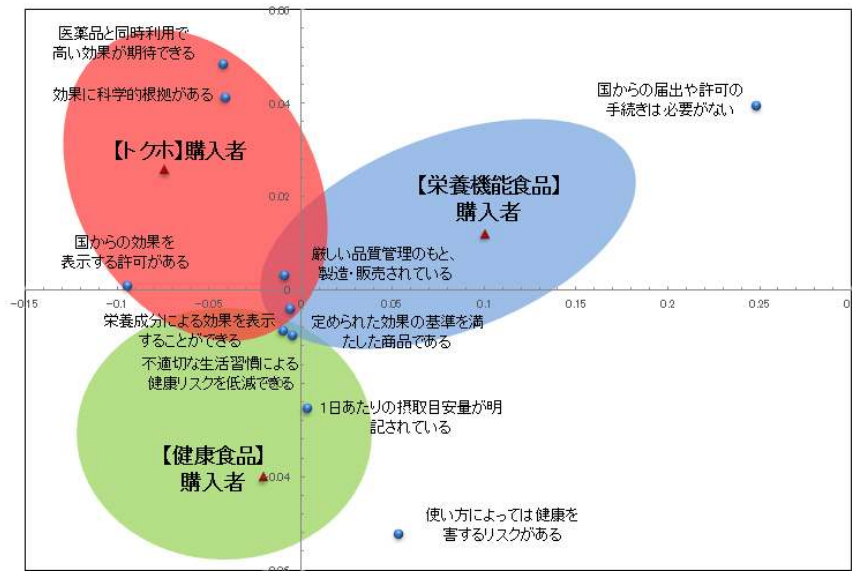 0.06
医薬品と同時利用で
高い効果が期待できる
効果に科学的根拠がある
0.04
国からの届出や許可の
手続きは必要がない
【トクホ】購入者
【栄養機能食品】
購入者
0.02
国からの効果を
表示する許可がある
厳しい品質管理のもと、
製造・販売されている
-0.15
-0.1
-0.05
0
0
0.05
0.1
0.15
0.2
0.25
0.3
栄養成分による効果を表示
することができる
定められた効果の基準を満
たした商品である
不適切な生活習慣による
健康リスクを低減できる
1日あたりの摂取目安量が明
記されている
【健康食品】
購入者
0.04
使い方によっては健康を
害するリスクがある